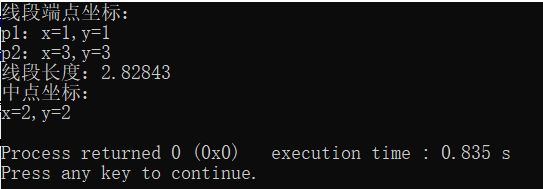 线段端点坐标：
p1：x=1,y=1
p2：x=3,y=3
线段长度：2.82843
中点坐标：
x=2,y=2
Process returned 0 (0x0)   execution time : 0.835 s
Press any key to continue.